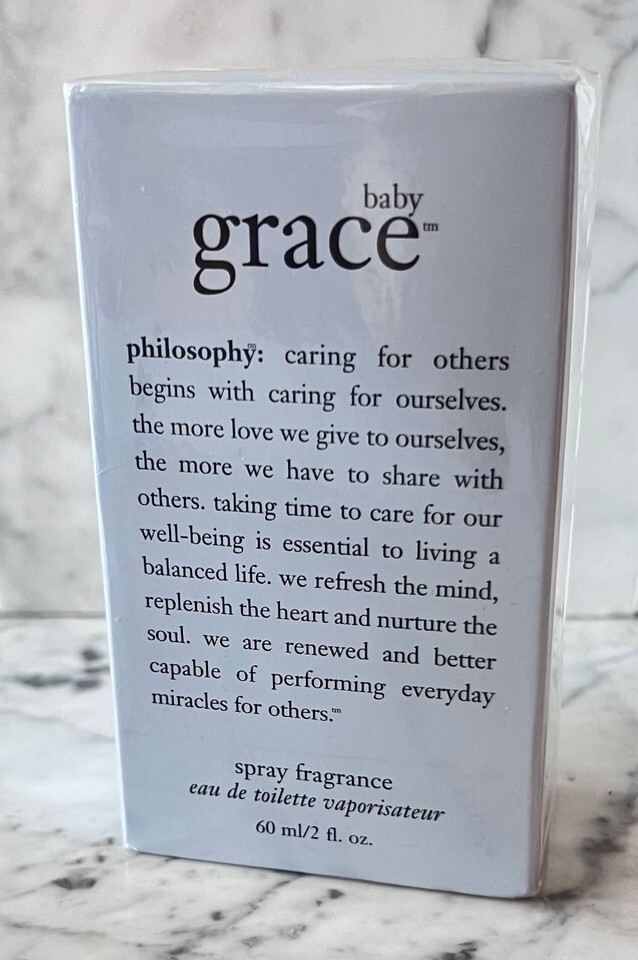 baby
grace™
philosophy™: caring for others
begins with caring for ourselves.
the more love we give to ourselves,
the more we have to share with
others. taking time to care for our
well-being is essential to living a
balanced life. we refresh the mind,
replenish the heart and nurture the
soul. we are renewed and better
capable of performing everyday
miracles for others.™
spray fragrance
eau de toilette vaporisateur
60 ml/2 fl. oz.